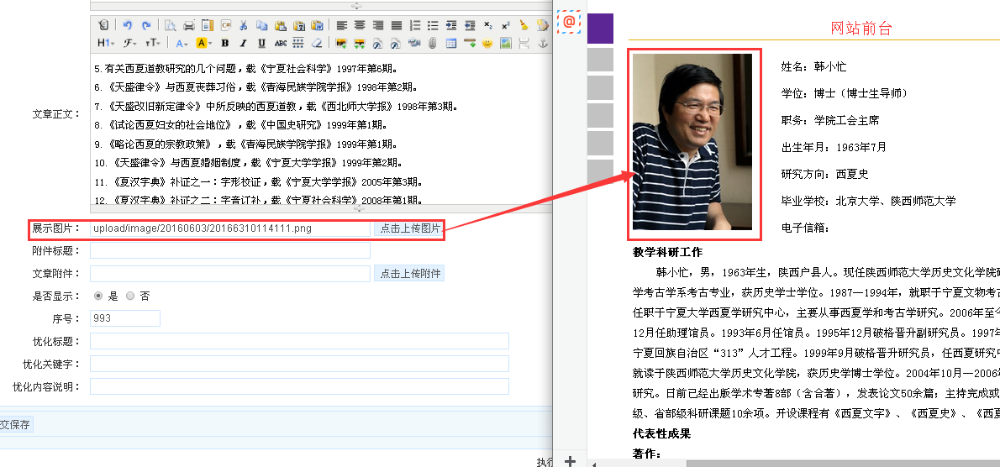 文章正文：
5. 有关西夏道教研究的几个问题，载《宁夏社会科学》1997年第6期。
6. 《天盛律令》与西夏丧葬习俗，载《青海民族学院学报》1998年第2期。
7. 《天盛改旧新定律令》中所反映的西夏道教，载《西北师大学报》1998年第3期。
8. 《试论西夏妇女的社会地位》，载《中国史研究》1999年第1期。
9. 《略论西夏的宗教政策》，载《青海民族学院学报》1999年第1期。
10. 《天盛律令》与西夏婚姻制度，载《宁夏大学学报》1999年第2期。
11. 《夏汉字典》补证之一：字形校证，载《宁夏大学学报》2005年第3期。
12. 《夏汉字典》补证之二：字音订补，载《宁夏社会科学》2008年第1期。
展示图片： upload/image/20160603/20166310114111.png 点击上传图片
附件标题：
文章附件： 点击上传附件
是否显示： 是 否
序号： 993
优化标题：
优化关键字：
优化内容说明：
交保存
执行
网站前台
姓名：韩小忙
学位：博士（博士生导师）
职务：学院工会主席
出生年月：1963年7月
研究方向：西夏史
毕业学校：北京大学、陕西师范大学
电子信箱：
教学科研工作
韩小忙，男，1963年生，陕西户县人。现任陕西师范大学历史文化学院研
学考古学系考古专业，获历史学士学位。1987—1994年，就职于宁夏文物考古
任职于宁夏大学西夏学研究中心，主要从事西夏学和考古学研究。2006年至今
12月任助理馆员。1993年6月任馆员。1995年12月破格晋升副研究员。1997年
宁夏回族自治区“313”人才工程。1999年9月破格晋升研究员，任西夏研究中
就读于陕西师范大学历史文化学院，获历史学博士学位。2004年10月—2006年
研究。目前已经出版学术专著8部（含合著），发表论文50余篇；主持完成或
级、省部级科研课题10余项。开设课程有《西夏文字》、《西夏史》、《西夏
代表性成果
著作：